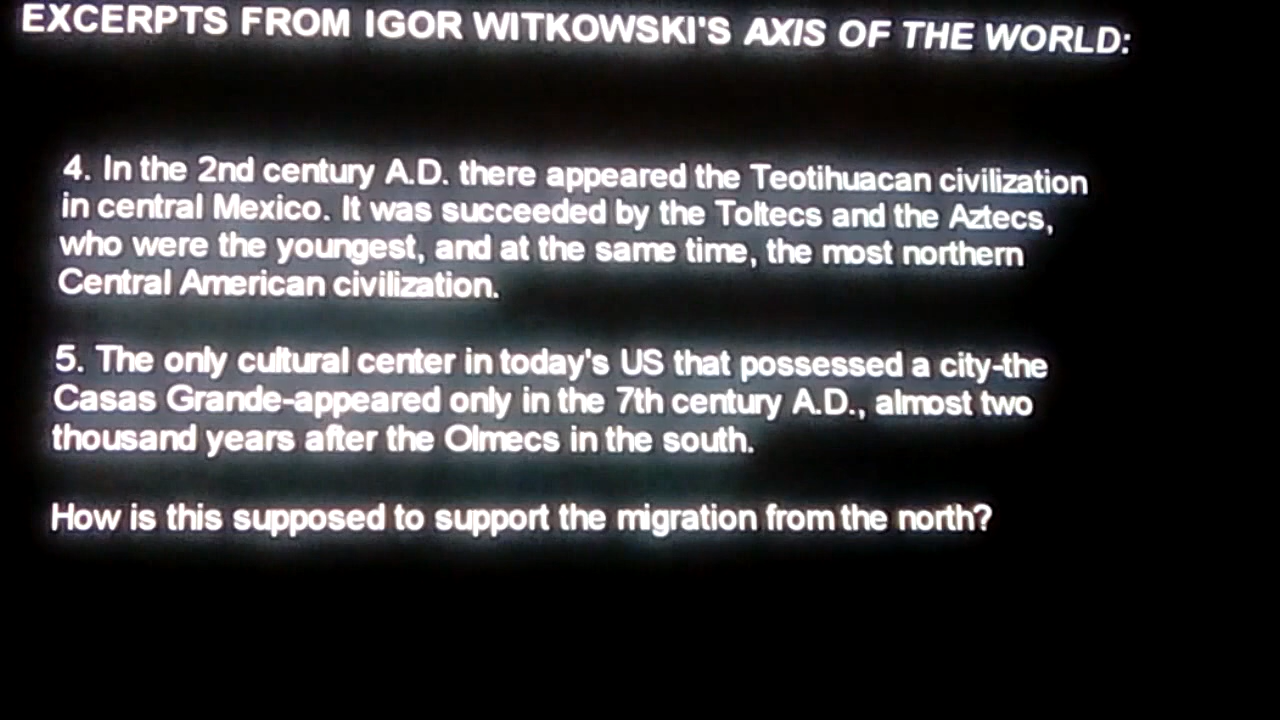 EXCERPTS FROM IGOR WITKOWSKI'S AXIS OF THE WORLD:
4. In the 2nd century A.D. there appeared the Teotihuacan civilization
in central Mexico. It was succeeded by the Toltecs and the Aztecs,
who were the youngest, and at the same time, the most northern
Central American civilization.
5. The only cultural center in today's US that possessed a city-the
Casas Grande-appeared only in the 7th century A.D., almost two
thousand years after the Olmecs in the south.
How is this supposed to support the migration from the north?